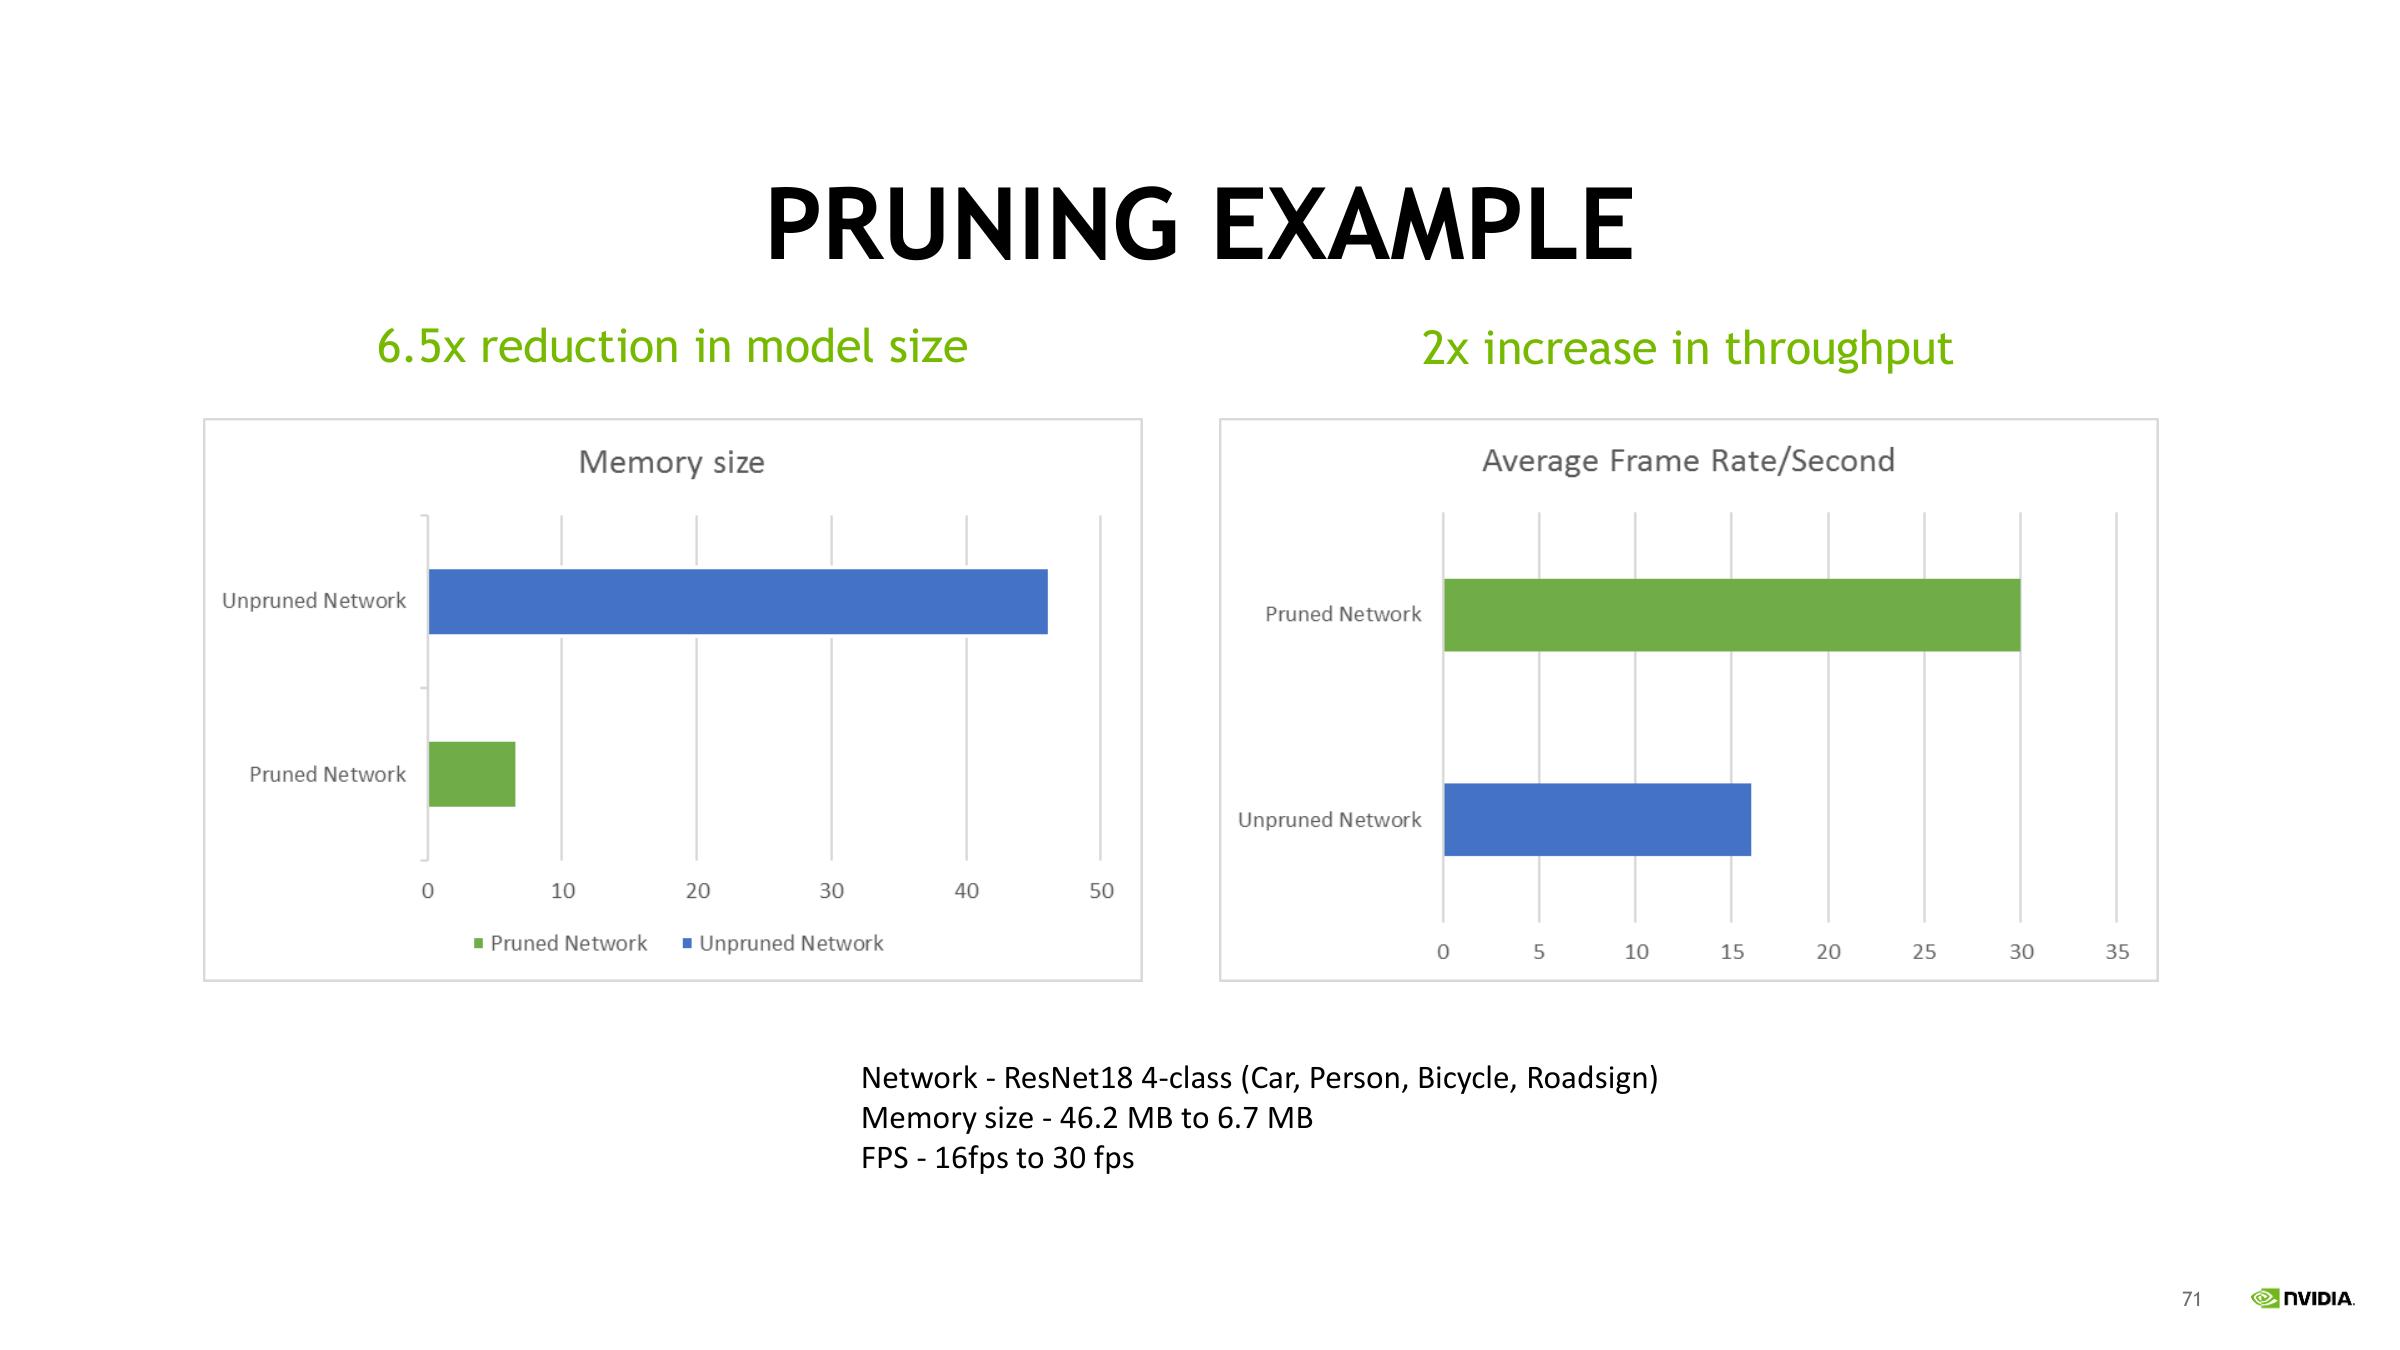 PRUNING EXAMPLE
6.5x reduction in model size
2x increase in throughput
Memory size
Unpruned Network
Pruned Network
0 10 20 30 40 50
Pruned Network Unpruned Network
Average Frame Rate/Second
Pruned Network
Unpruned Network
0 5 10 15 20 25 30 35
Network - ResNet18 4-class (Car, Person, Bicycle, Roadsign)
Memory size - 46.2 MB to 6.7 MB
FPS - 16fps to 30 fps
71
NVIDIA.